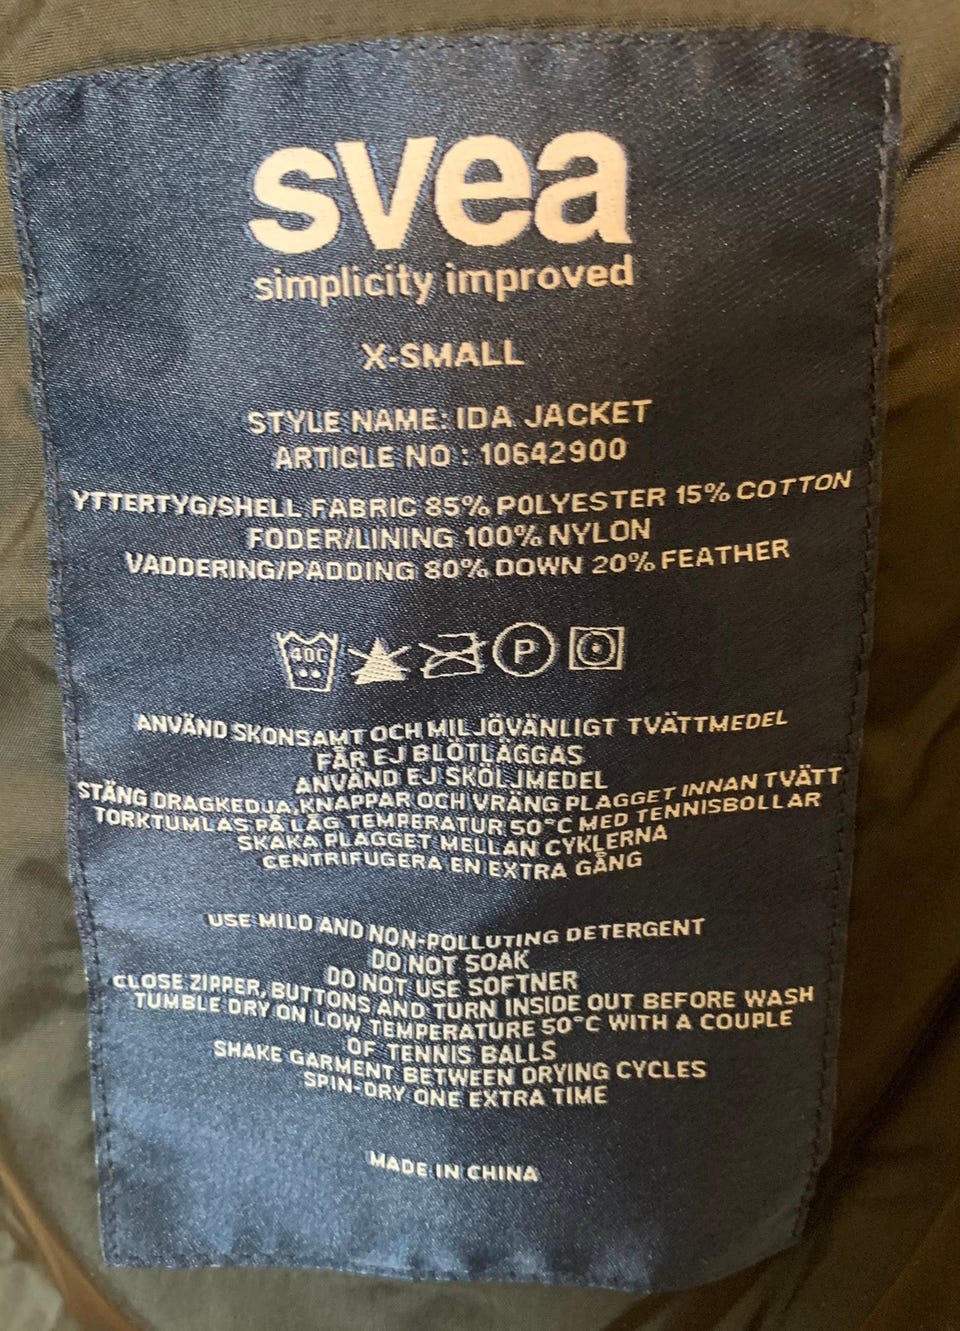 svea
simplicity improved
X-SMALL
STYLE NAME: IDA JACKET
ARTICLE NO : 10642900
YTTERTYG/SHELL FABRIC 85% POLYESTER 15% COTTON
FODER/LINING 100% NYLON
VADDERING/PADDING 80% DOWN 20% FEATHER
40C P
ANVÄND SKONSAMT OCH MILJÖVÄNLIGT TVÄTTMEDEL
FÅR EJ BLÖTLÄGGAS
ANVÄND EJ SKÖLJMEDEL
STÄNG DRAGKEDJA,KNAPPAR OCH VRÄNG PLAGGET INNAN TVÄTT
TORKTUMLAS PÅ LÅG TEMPERATUR 50°C MED TENNISBOLLAR
SKAKA PLAGGET MELLAN CYKLERNA
CENTRIFUGERA EN EXTRA GÅNG
USE MILD AND NON-POLLUTING DETERGENT
DO NOT SOAK
DO NOT USE SOFTNER
CLOSE ZIPPER, BUTTONS AND TURN INSIDE OUT BEFORE WASH
TUMBLE DRY ON LOW TEMPERATURE 50°C WITH A COUPLE
OF TENNIS BALLS
SHAKE GARMENT BETWEEN DRYING CYCLES
SPIN-DRY ONE EXTRA TIME
MADE IN CHINA